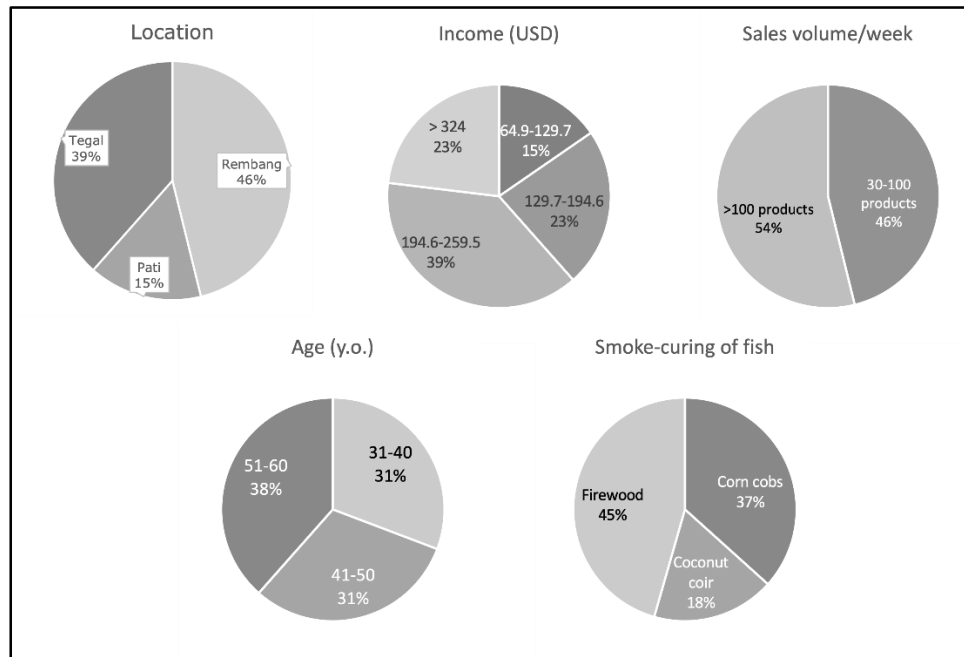 Location
Income (USD)
Sales volume/week
Tegal
39%
Rembang
46%
Pati
15%
> 324
23%
64.9-129.7
15%
129.7-194.6
23%
194.6-259.5
39%
>100 products
54%
30-100
products
46%
Age (y.o.)
Smoke-curing of fish
51-60
38%
31-40
31%
41-50
31%
Firewood
45%
Corn cobs
37%
Coconut
coir
18%